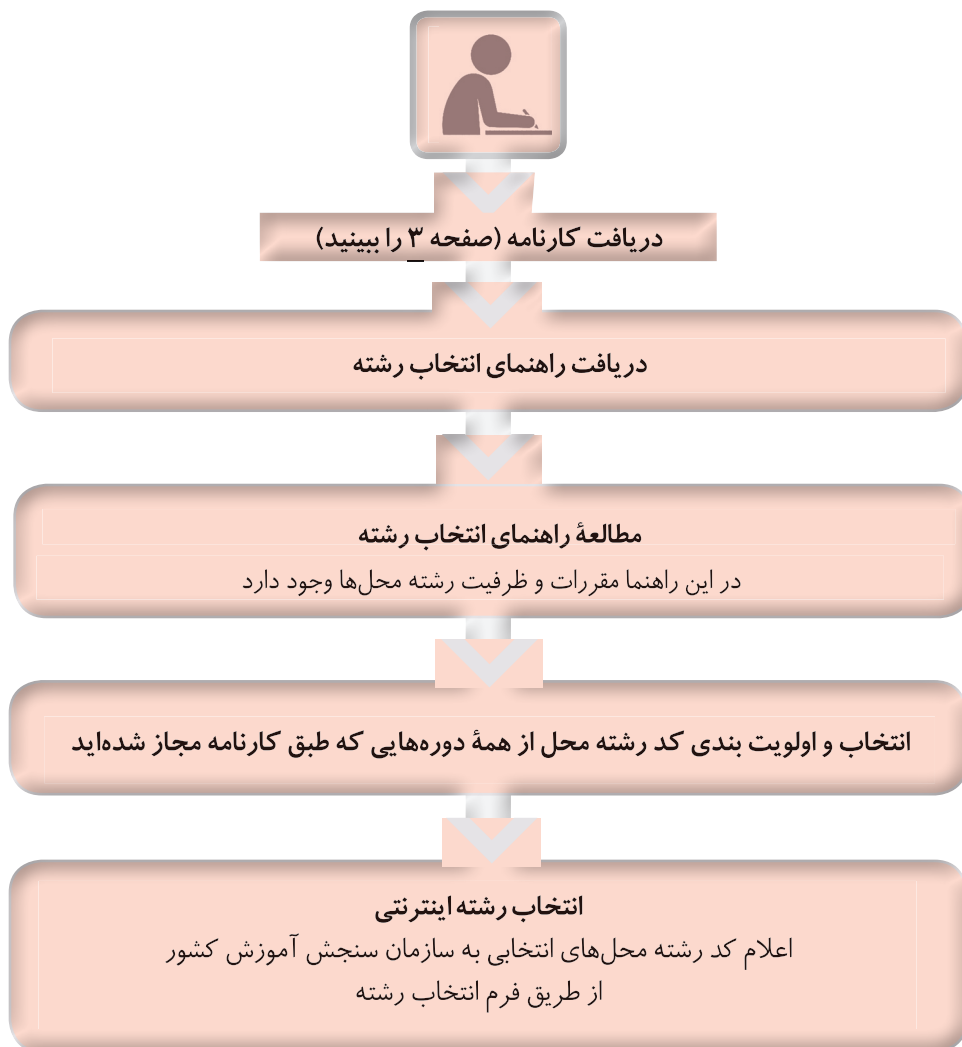 دریافت کارنامه (صفحه ۳ را ببینید)
دریافت راهنمای انتخاب رشته
مطالعهٔ راهنمای انتخاب رشته
در این راهنما مقررات و ظرفیت رشته محل‌ها وجود دارد
انتخاب و اولویت بندی کد رشته محل از همهٔ دوره‌هایی که طبق کارنامه مجاز شده‌اید
انتخاب رشته اینترنتی
اعلام کد رشته محل‌های انتخابی به سازمان سنجش آموزش کشور
از طریق فرم انتخاب رشته